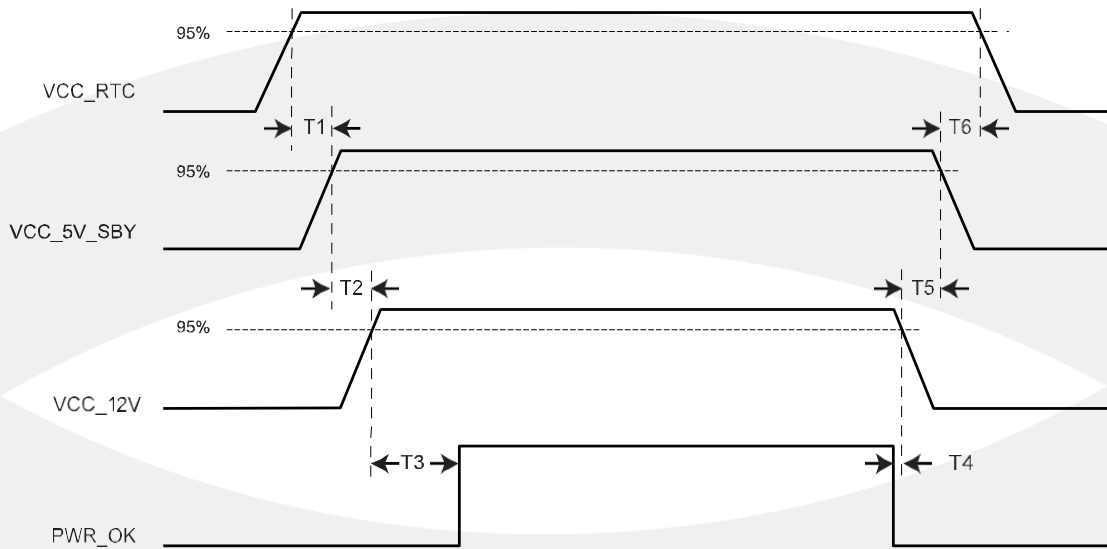 95%
VCC_RTC
T1
T6
95%
VCC_5V_SBY
T2
T5
95%
VCC_12V
T3
T4
PWR_OK